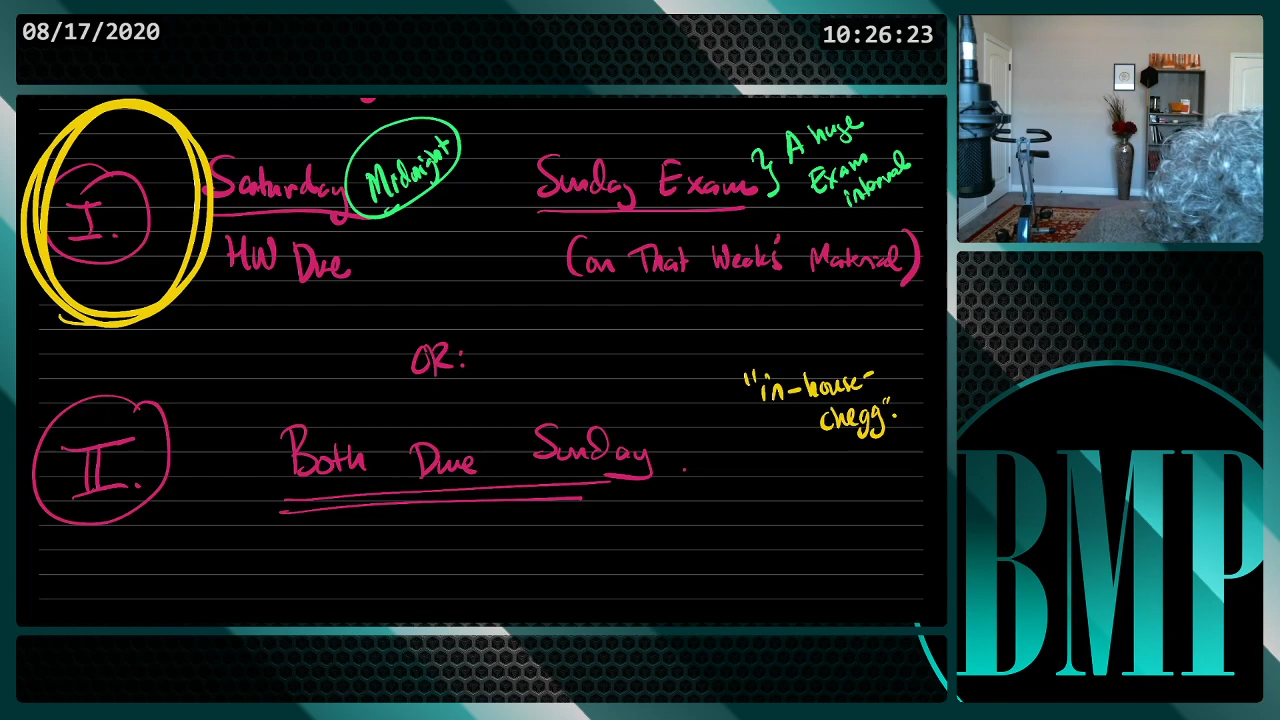 08/17/2020
10:26:23
I.
Saturday Midnight
HW Due
Sunday Exam } A huge
Exam
interval
(on That Week's Material)
OR:
"in-house-
chegg".
II.
Both Due Sunday.
BMP